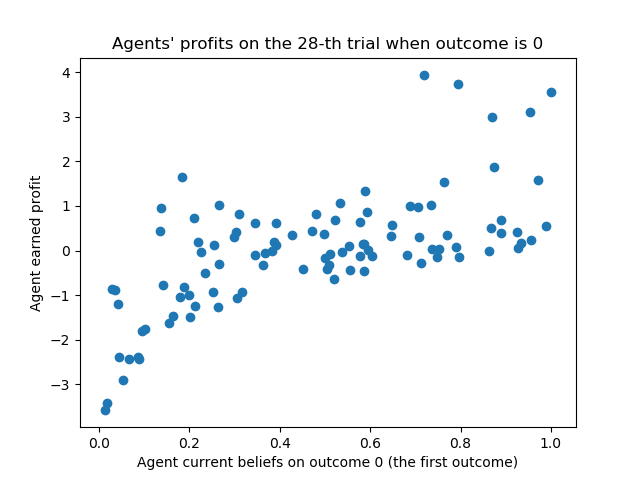 Agents' profits on the 28-th trial when outcome is 0
4
3
2
1
0
−1
−2
−3
Agent earned profit
0.0 0.2 0.4 0.6 0.8 1.0
Agent current beliefs on outcome 0 (the first outcome)